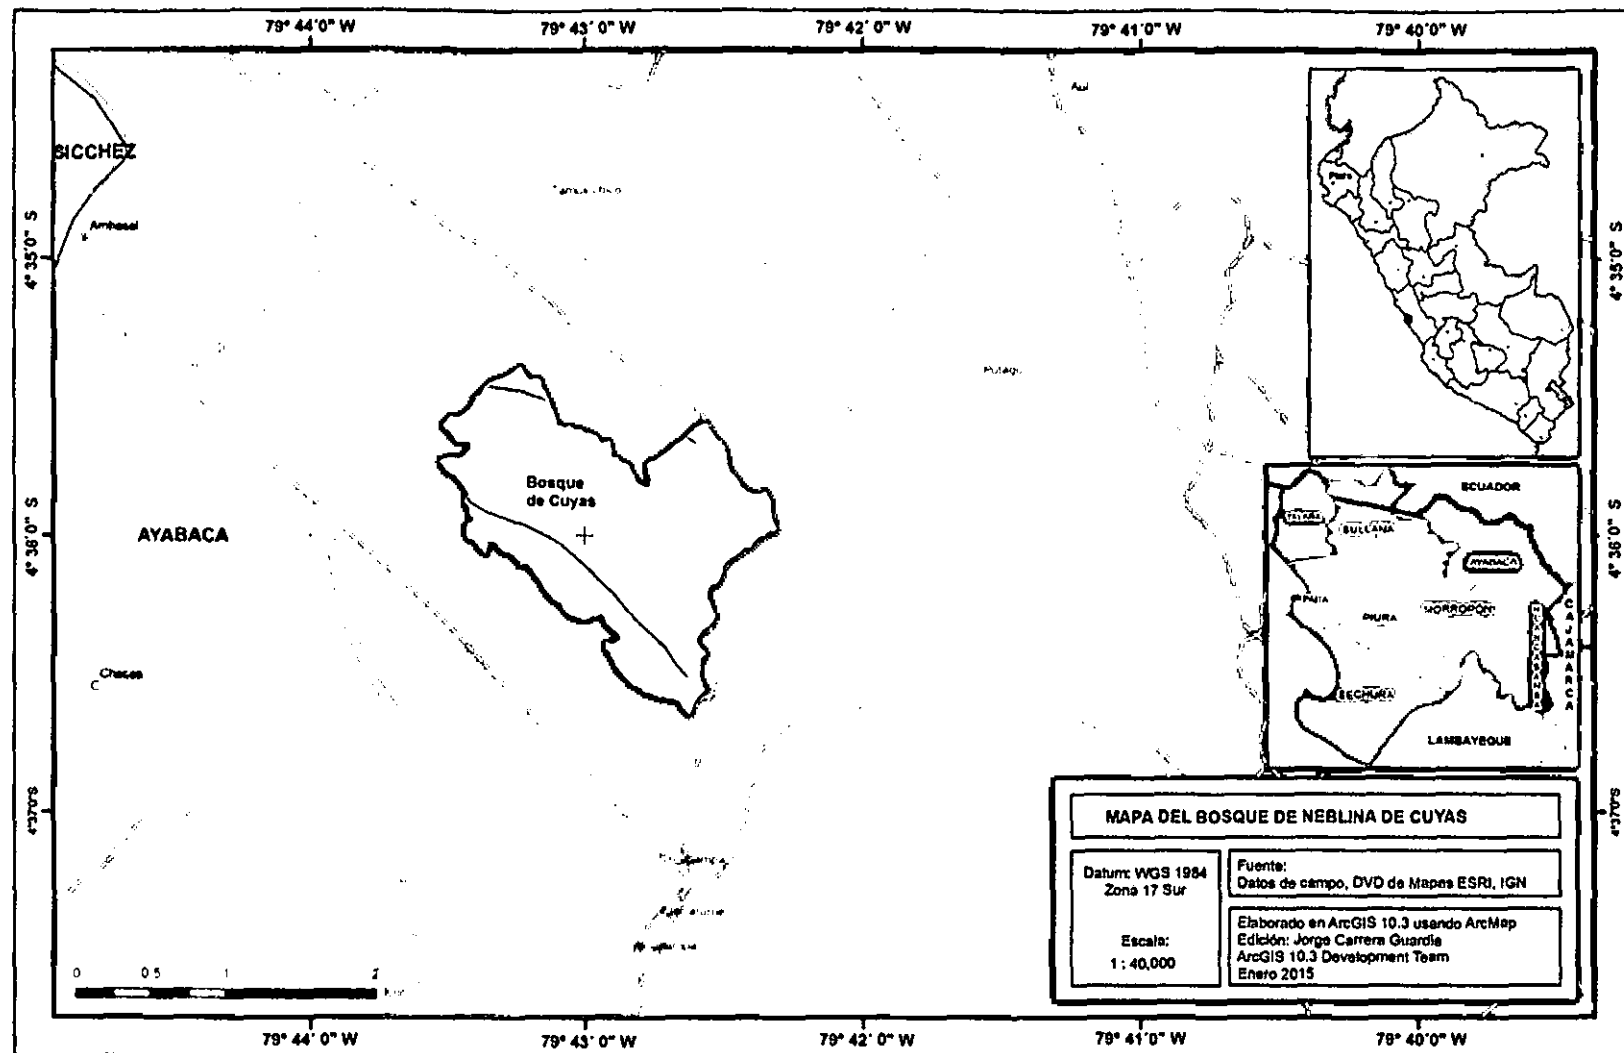 79° 44'0" W
79° 43'0" W
79° 42'0" W
79° 41'0" W
79° 40'0" W
SICCHEZ
4° 35'0" S
4° 35'0" S
Bosque
de Cuyas
AYABACA
4° 36'0" S
4° 36'0" S
Chacas
C
Piura
ECUADOR
TALARA
SULLANA
AYABACA
PAITA
PIURA
MORROPON
HUANCABAMBA
CAJAMARCA
SECHURA
LAMBAYEQUE
4°37'0"S
4°37'0"S
MAPA DEL BOSQUE DE NEBLINA DE CUYAS
Datum: WGS 1984
Zona 17 Sur
Escala:
1 : 40,000
Fuente:
Datos de campo, DVD de Mapas ESRI, IGN
Elaborado en ArcGIS 10.3 usando ArcMap
Edición: Jorge Carrera Guardia
ArcGIS 10.3 Development Team
Enero 2015
0 0.5 1 2
79° 44'0" W
79° 43'0" W
79° 42'0" W
79° 41'0" W
79° 40'0" W